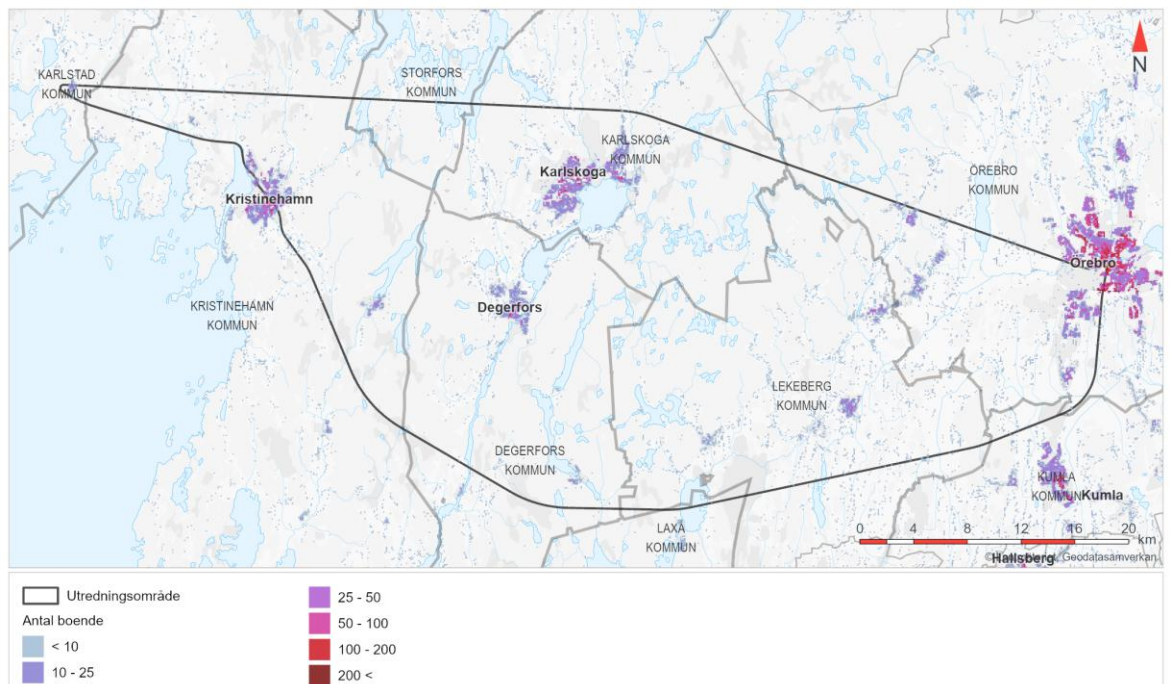 N
KARLSTAD
KOMMUN
STORFORS
KOMMUN
KARLSKOGA
KOMMUN
Karlskoga
ÖREBRO
KOMMUN
Kristinehamn
Örebro
KRISTINEHAMN
KOMMUN
Degerfors
LEKEBERG
KOMMUN
DEGERFORS
KOMMUN
KUMLA
KOMMUN
Kumla
LAXÅ
KOMMUN
0 4 8 12 16 20
km
Geodatasamverkan
Hallsberg
Utredningsområde
Antal boende
< 10
10 - 25
25 - 50
50 - 100
100 - 200
200 <